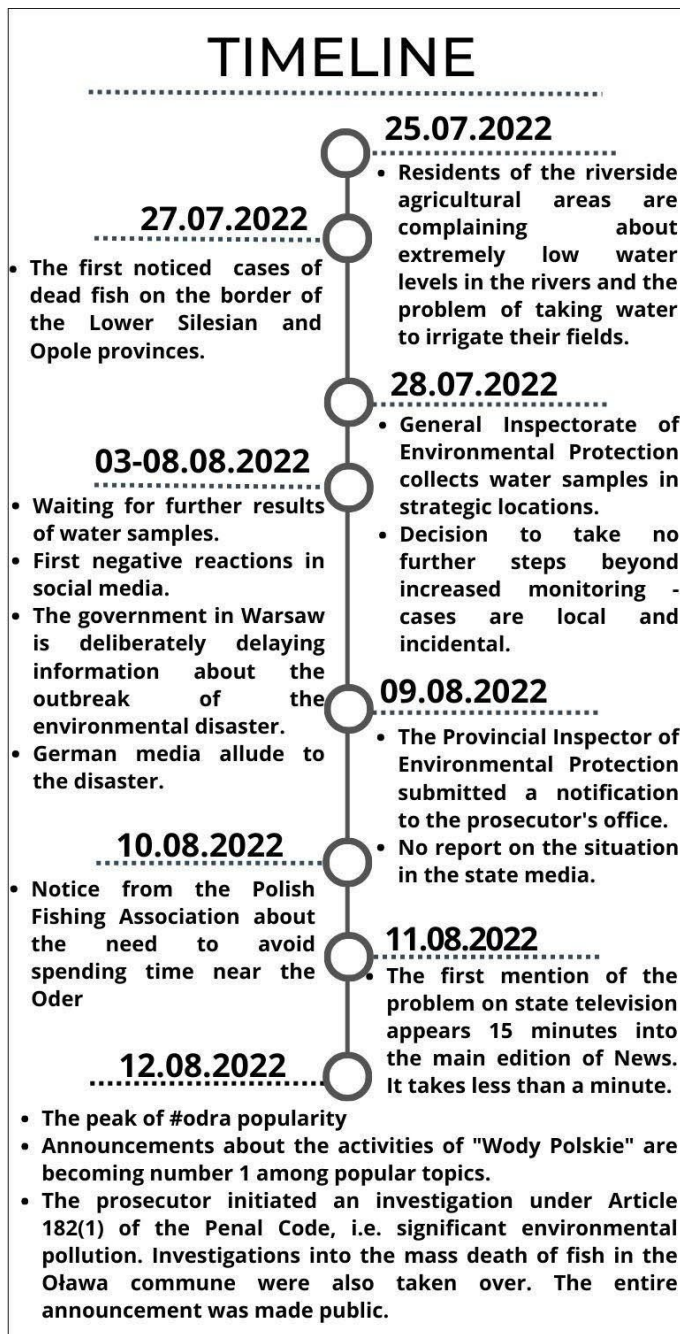 TIMELINE
25.07.2022
• Residents of the riverside
agricultural areas are
complaining about
extremely low water
levels in the rivers and the
problem of taking water
to irrigate their fields.
27.07.2022
• The first noticed cases of
dead fish on the border of
the Lower Silesian and
Opole provinces.
28.07.2022
• General Inspectorate of
Environmental Protection
collects water samples in
strategic locations.
• Decision to take no
further steps beyond
increased monitoring -
cases are local and
incidental.
03-08.08.2022
• Waiting for further results
of water samples.
• First negative reactions in
social media.
• The government in Warsaw
is deliberately delaying
information about the
outbreak of the
environmental disaster.
• German media allude to
the disaster.
09.08.2022
• The Provincial Inspector of
Environmental Protection
submitted a notification
to the prosecutor's office.
• No report on the situation
in the state media.
10.08.2022
• Notice from the Polish
Fishing Association about
the need to avoid
spending time near the
Oder
11.08.2022
• The first mention of the
problem on state television
appears 15 minutes into
the main edition of News.
It takes less than a minute.
12.08.2022
• The peak of #odra popularity
• Announcements about the activities of "Wody Polskie" are
becoming number 1 among popular topics.
• The prosecutor initiated an investigation under Article
182(1) of the Penal Code, i.e. significant environmental
pollution. Investigations into the mass death of fish in the
Oława commune were also taken over. The entire
announcement was made public.